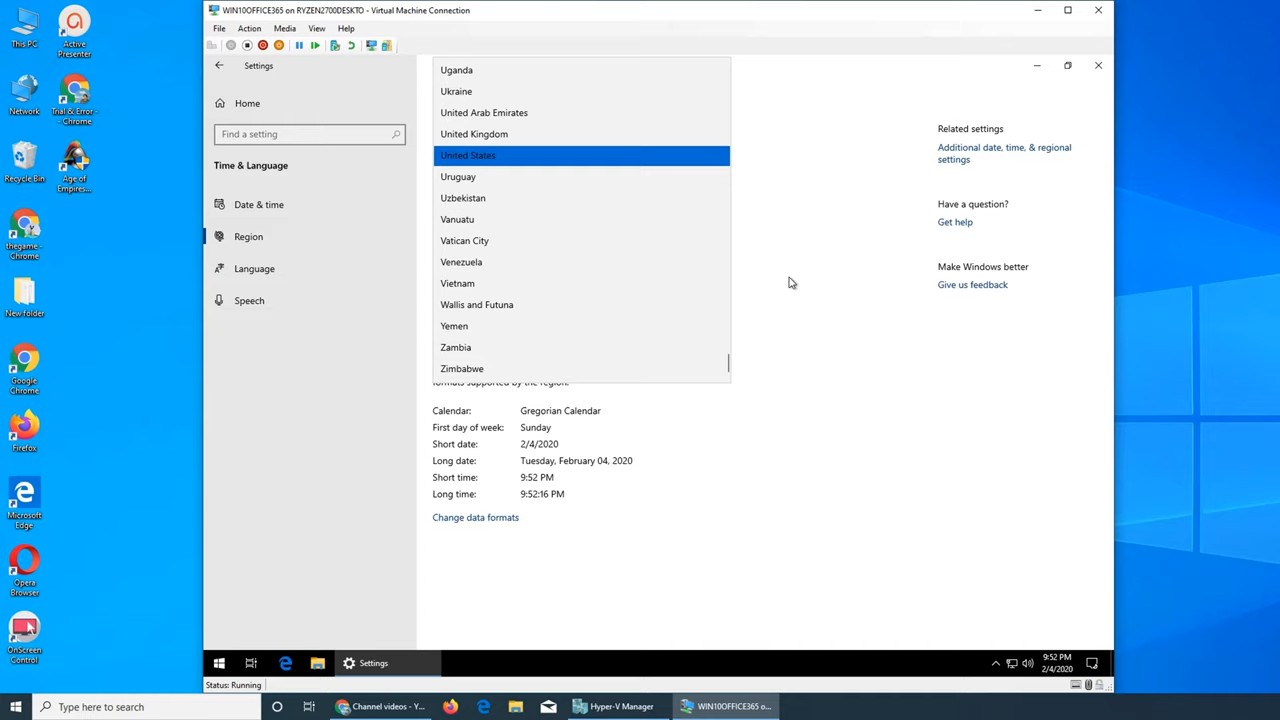 This PC
Active
Presenter
Network
Trial & Error -
- Chrome
Recycle Bin
Age of
Empires...
thegame -
Chrome
New folder
Google
Chrome
Firefox
Microsoft
Edge
Opera
Browser
OnScreen
Control
WIN10OFFICE365 on RYZEN2700DESKTO - Virtual Machine Connection
File Action Media View Help
Settings
Home
Find a setting
Time & Language
Date & time
Region
Language
Speech
Uganda
Ukraine
United Arab Emirates
United Kingdom
United States
Uruguay
Uzbekistan
Vanuatu
Vatican City
Venezuela
Vietnam
Wallis and Futuna
Yemen
Zambia
Zimbabwe
formats supported by the region.
Calendar: Gregorian Calendar
First day of week: Sunday
Short date: 2/4/2020
Long date: Tuesday, February 04, 2020
Short time: 9:52 PM
Long time: 9:52:16 PM
Change data formats
Related settings
Additional date, time, & regional
settings
Have a question?
Get help
Make Windows better
Give us feedback
Settings
9:52 PM
2/4/2020
Status: Running
Type here to search
Channel videos - Y...
Hyper-V Manager
WIN10OFFICE365 o...